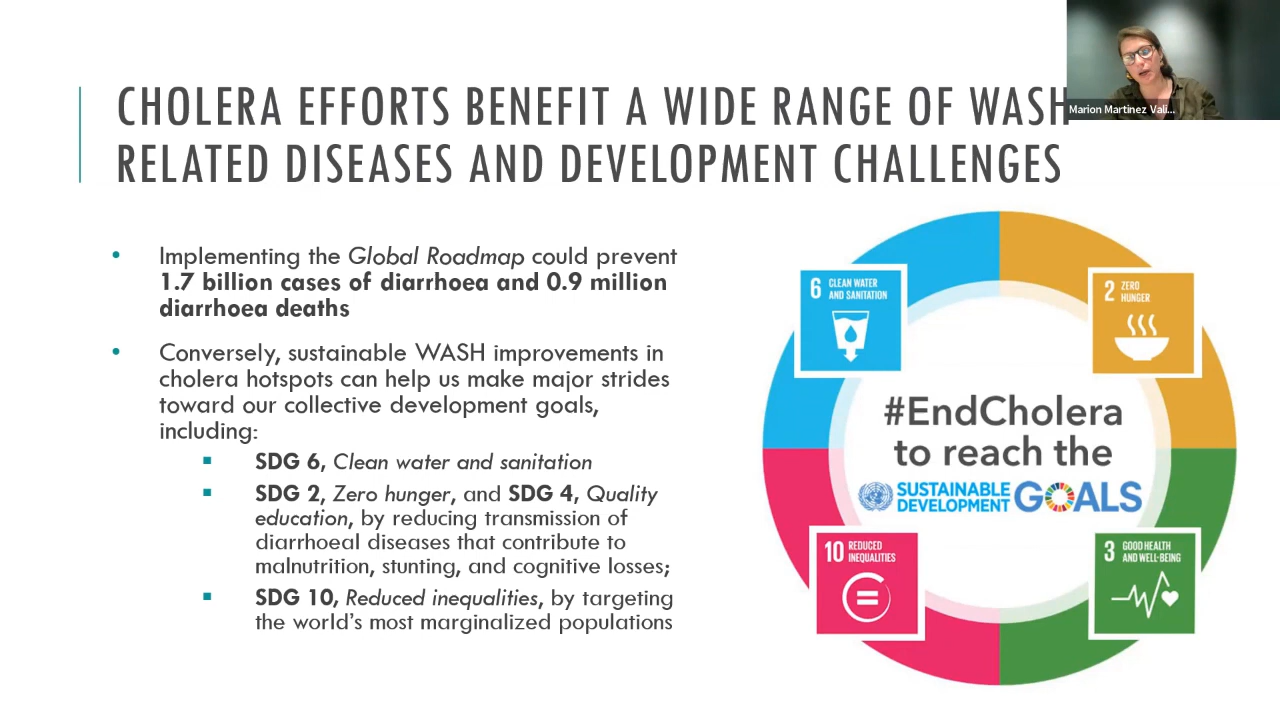 CHOLERA EFFORTS BENEFIT A WIDE RANGE OF WASH
RELATED DISEASES AND DEVELOPMENT CHALLENGES
Marion Martinez Vali...
• Implementing the Global Roadmap could prevent
1.7 billion cases of diarrhoea and 0.9 million
diarrhoea deaths
• Conversely, sustainable WASH improvements in
cholera hotspots can help us make major strides
toward our collective development goals,
including:
▪ SDG 6, Clean water and sanitation
▪ SDG 2, Zero hunger, and SDG 4, Quality
education, by reducing transmission of
diarrhoeal diseases that contribute to
malnutrition, stunting, and cognitive losses;
▪ SDG 10, Reduced inequalities, by targeting
the world's most marginalized populations
6 CLEAN WATER
AND SANITATION
2 ZERO
HUNGER
#EndCholera
to reach the
SUSTAINABLE
DEVELOPMENT GOALS
10 REDUCED
INEQUALITIES
3 GOOD HEALTH
AND WELL-BEING